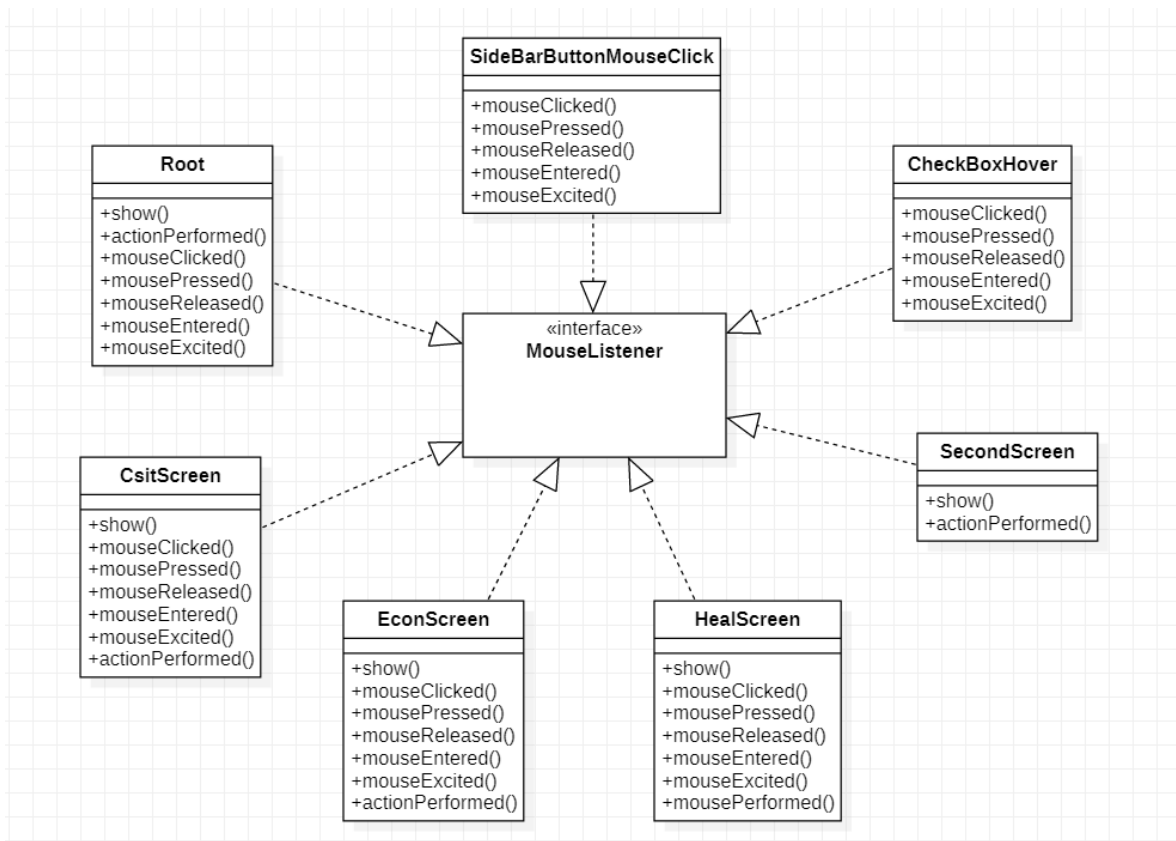 SideBarButtonMouseClick
+mouseClicked()
+mousePressed()
+mouseReleased()
+mouseEntered()
+mouseExcited()
Root
+show()
+actionPerformed()
+mouseClicked()
+mousePressed()
+mouseReleased()
+mouseEntered()
+mouseExcited()
CheckBoxHover
+mouseClicked()
+mousePressed()
+mouseReleased()
+mouseEntered()
+mouseExcited()
«interface»
MouseListener
CsitScreen
+show()
+mouseClicked()
+mousePressed()
+mouseReleased()
+mouseEntered()
+mouseExcited()
+actionPerformed()
SecondScreen
+show()
+actionPerformed()
EconScreen
+show()
+mouseClicked()
+mousePressed()
+mouseReleased()
+mouseEntered()
+mouseExcited()
+actionPerformed()
HealScreen
+show()
+mouseClicked()
+mousePressed()
+mouseReleased()
+mouseEntered()
+mouseExcited()
+mousePerformed()